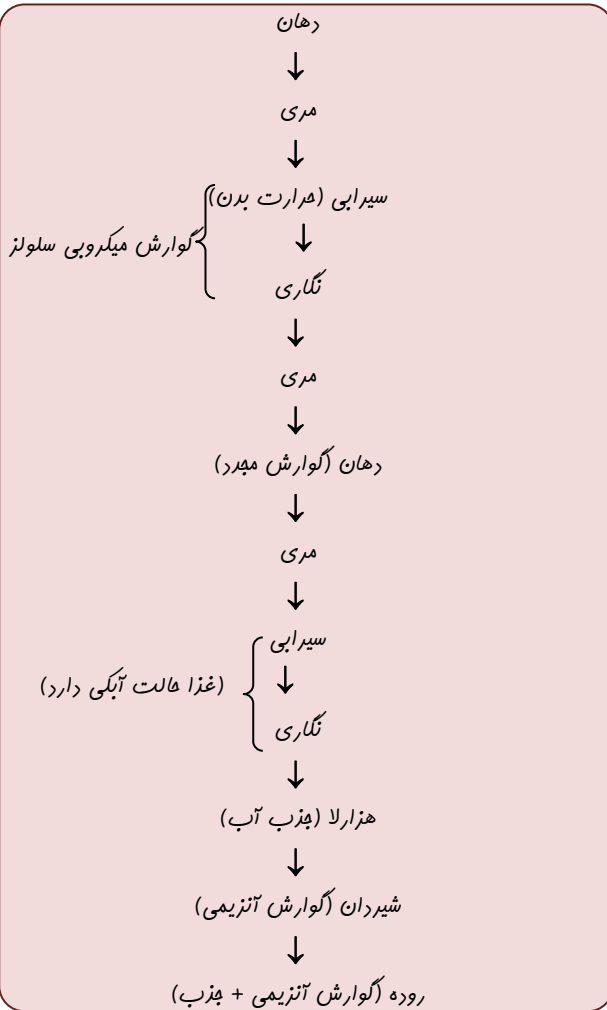 دهان
↓
مری
↓
سیرابی (حرارت بدن)
↓
گوارش میکروبی سلولز
نگاری
↓
مری
↓
دهان (گوارش مجدد)
↓
مری
↓
سیرابی
↓
(غذا حالت آبکی دارد)
نگاری
↓
هزارلا (جذب آب)
↓
شیردان (گوارش آنزیمی)
↓
روده (گوارش آنزیمی + جذب)